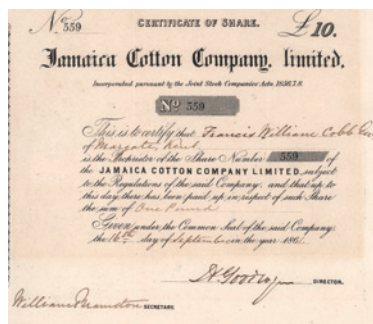 No 559 CERTIFICATE OF SHARE. £10.
Jamaica Cotton Company, limited,
Incorporated pursuant to the Joint Stock Companies Acts, 1856,7,8.
No 559
This is to certify that Francis William Cobb
of Margate, Kent
is the Proprietor of the Share Number 559 of
the JAMAICA COTTON COMPANY LIMITED, subject
to the Regulations of the said Company, and that up to
this day there has been paid up in respect of such Share
the sum of One Pound
Given under the Common Seal of the said Company,
the 16th day of September in the year 1861.
DIRECTOR.
William SECRETARY.